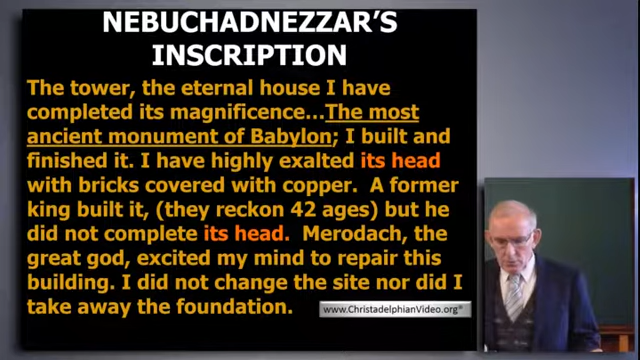 NEBUCHADNEZZAR'S
INSCRIPTION
The tower, the eternal house I have
completed its magnificence...The most
ancient monument of Babylon; I built and
finished it. I have highly exalted its head
with bricks covered with copper. A former
king built it, (they reckon 42 ages) but he
did not complete its head. Merodach, the
great god, excited my mind to repair this
building. I did not change the site nor did I
take away the foundation.
www.ChristadelphianVideo.org"